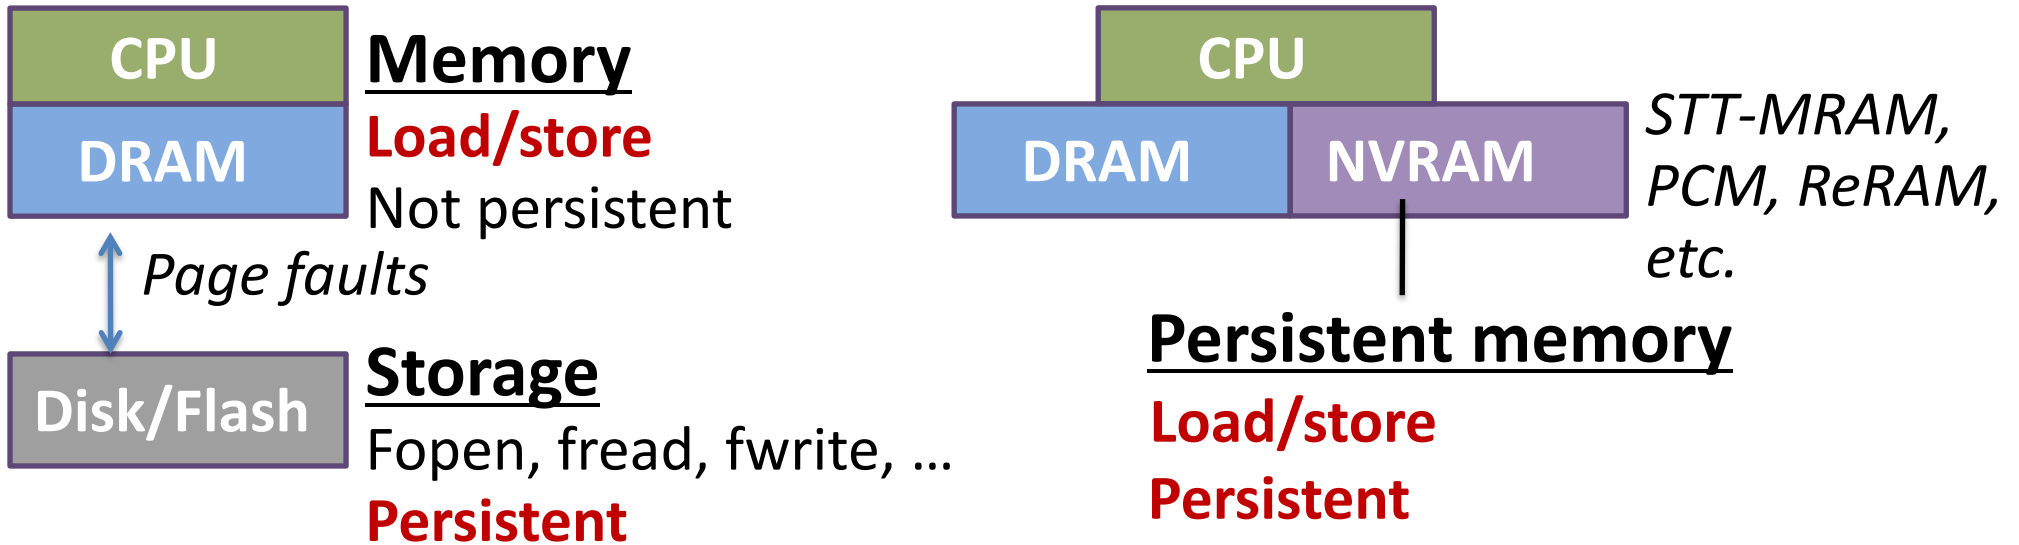 CPU
DRAM
Memory
Load/store
Not persistent
Page faults
Disk/Flash
Storage
Fopen, fread, fwrite, ...
Persistent
CPU
DRAM
NVRAM
STT-MRAM,
PCM, ReRAM,
etc.
Persistent memory
Load/store
Persistent